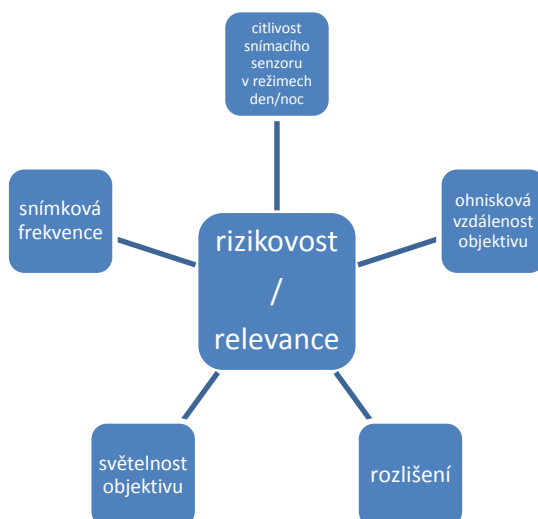 citlivost
snímacího
senzoru
v režimech
den/noc
snímková
frekvence
ohnisková
vzdálenost
objektivu
rizikovost
/
relevance
světelnost
objektivu
rozlišení